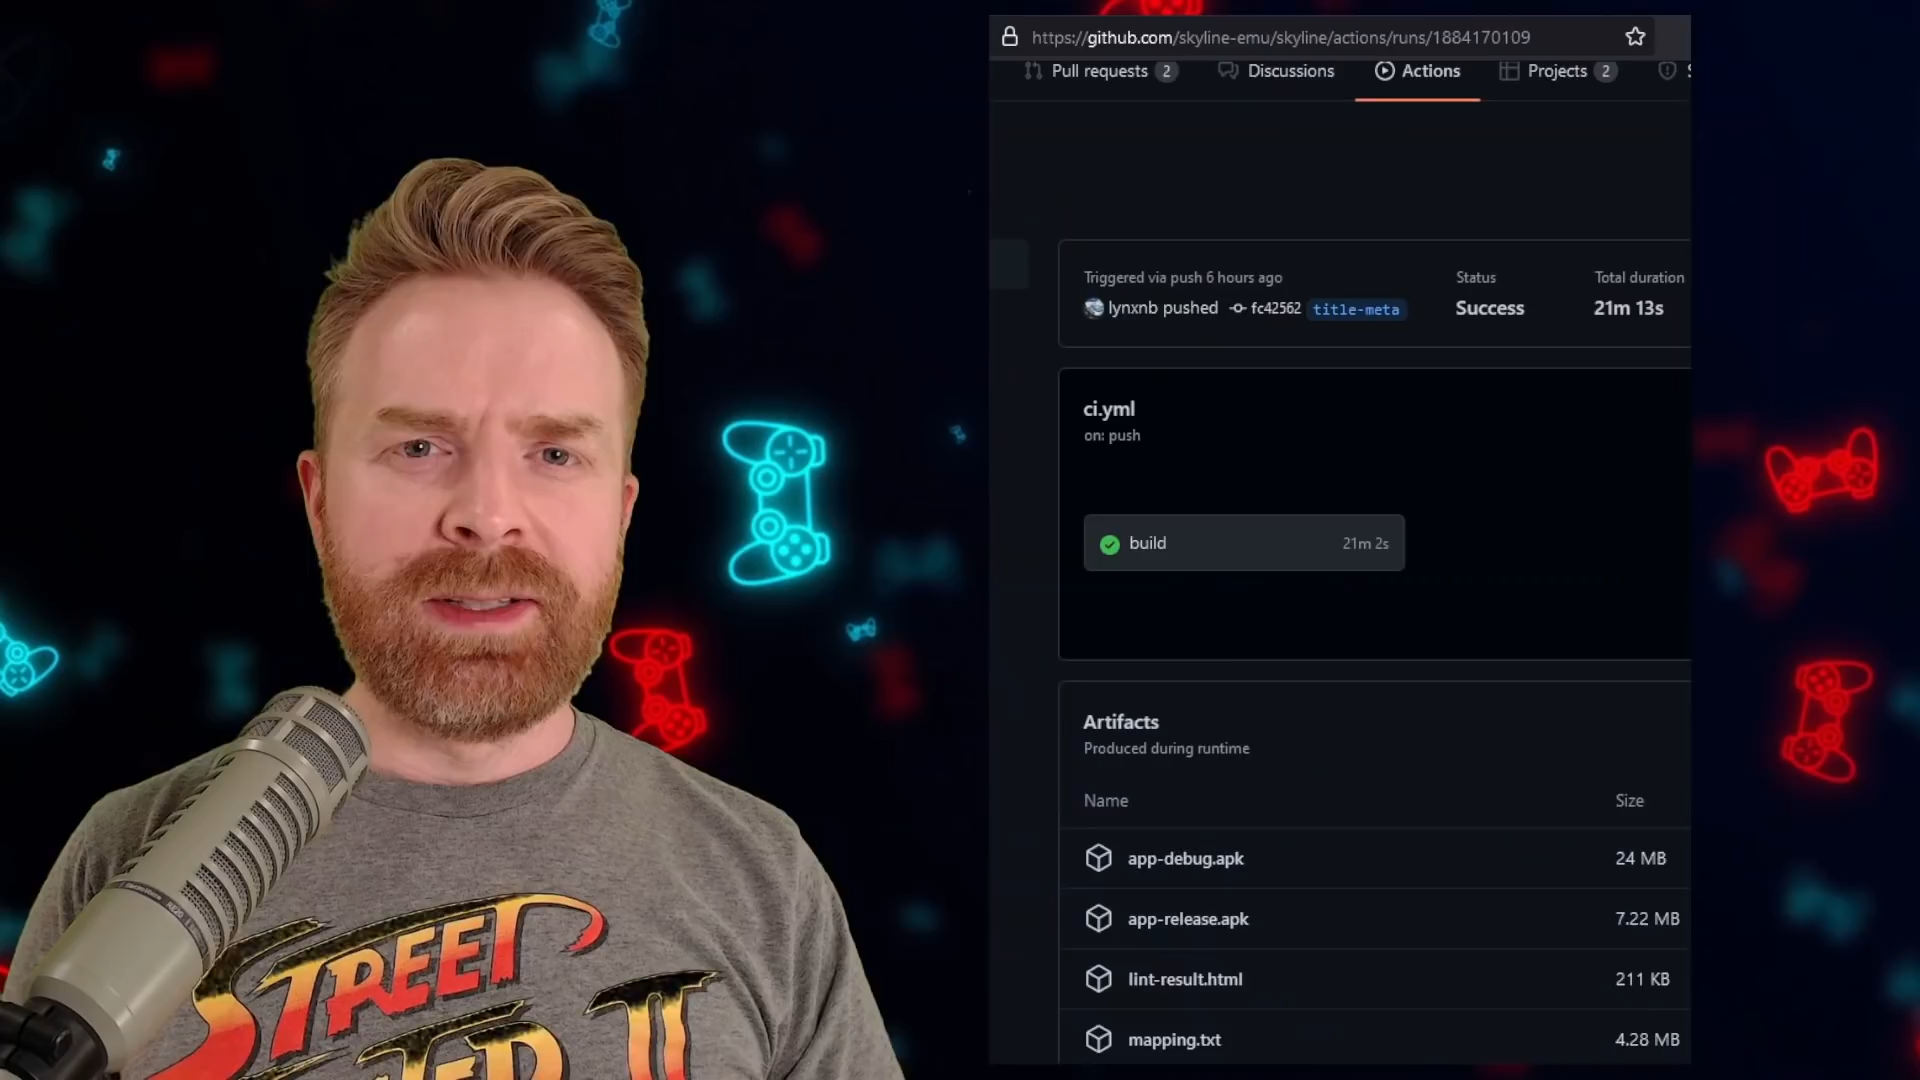 https://github.com/skyline-emu/skyline/actions/runs/1884170109
Pull requests 2 Discussions Actions Projects 2
Triggered via push 6 hours ago Status Total duration
lynxnb pushed fc42562 title-meta Success 21m 13s
ci.yml
on: push
build 21m 2s
Artifacts
Produced during runtime
Name Size
app-debug.apk 24 MB
app-release.apk 7.22 MB
lint-result.html 211 KB
mapping.txt 4.28 MB
STREET
II